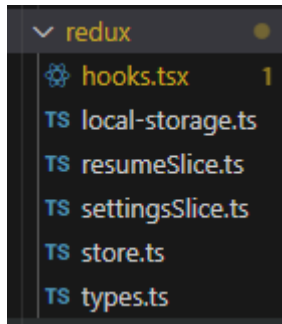 redux
hooks.tsx 1
TS local-storage.ts
TS resumeSlice.ts
TS settingsSlice.ts
TS store.ts
TS types.ts